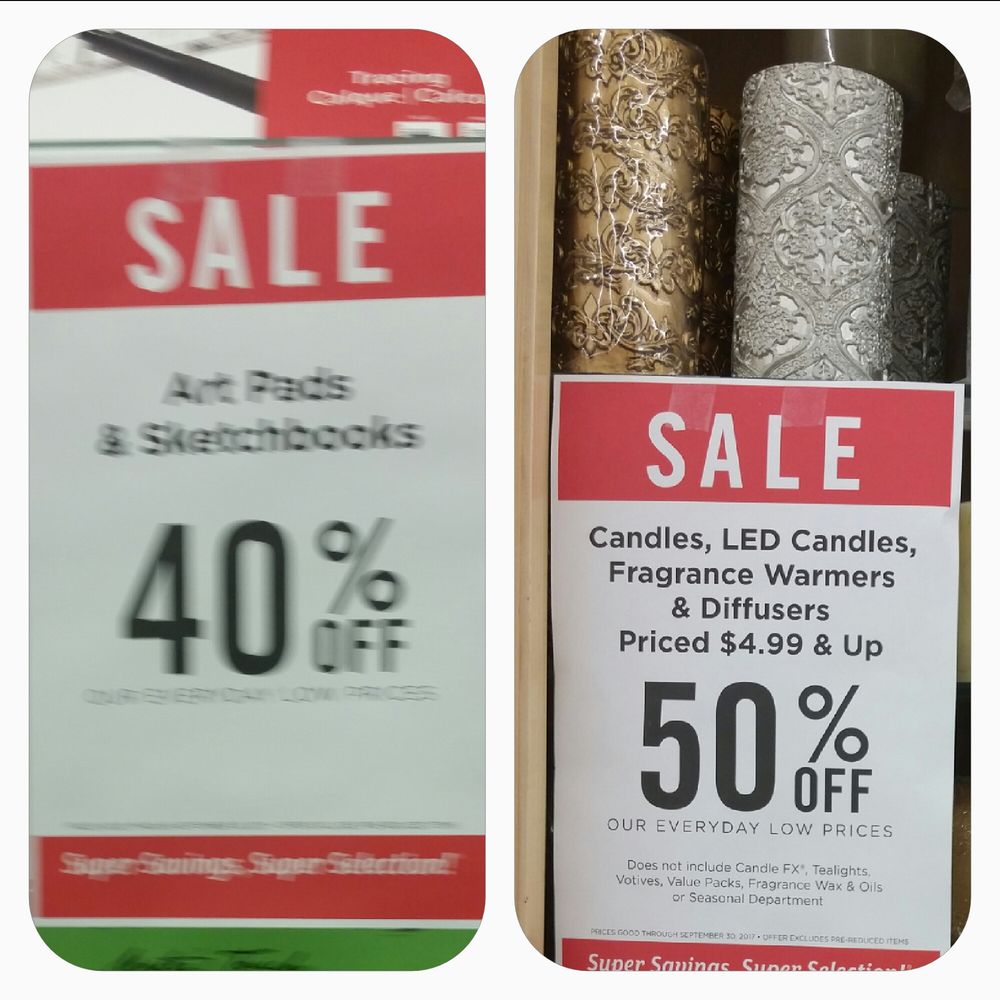 Tracing
SALE
Art Pads
& Sketchbooks
40% OFF
OUR EVERYDAY LOW PRICES
Super Savings, Super Selection!
SALE
Candles, LED Candles,
Fragrance Warmers
& Diffusers
Priced $4.99 & Up
50% OFF
OUR EVERYDAY LOW PRICES
Does not include Candle FX®, Tealights,
Votives, Value Packs, Fragrance Wax & Oils
or Seasonal Department
PRICES GOOD THROUGH SEPTEMBER 30, 2017 • OFFER EXCLUDES PRE-REDUCED ITEMS
Super Savings, Super Selection!